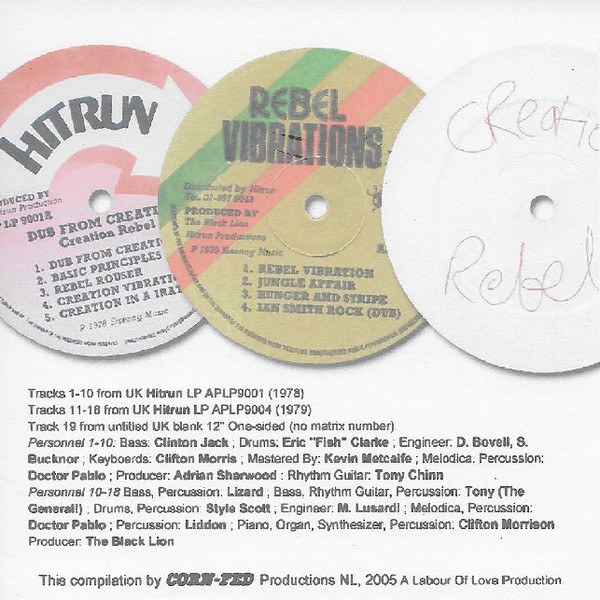 HITRUN
PRODUCED BY
Hitrun Production
LP 9001A
DUB FROM CREATI
Creation Rebel
1. DUB FROM CREATIO
2. BASIC PRINCIPLES
3. REBEL ROUSER
4. CREATION VIBRATI
5. CREATION IN A IRAT
P 1978 Sisenog Music
REBEL
VIBRATIONS
Distributed by Hitrun
PRODUCED BY
The Black Lion
Hitrun Productions
P 1979 Sisenog Music
1. REBEL VIBRATION
2. JUNGLE AFFAIR
3. HUNGER AND STRIFE
4. IAN SMITH ROCK (DUB)
Creatio
Rebel
Tracks 1-10 from UK Hitrun LP APLP9001 (1978)
Tracks 11-18 from UK Hitrun LP APLP9004 (1979)
Track 19 from untitled UK blank 12" One-sided (no matrix number)
Personnel 1-10: Bass: Clinton Jack ; Drums: Eric "Fish" Clarke ; Engineer: D. Bovell, S.
Bucknor ; Keyboards: Clifton Morris ; Mastered By: Kevin Metcalfe ; Melodica, Percussion:
Doctor Pablo ; Producer: Adrian Sherwood : Rhythm Guitar: Tony Chinn
Personnel 10-18 Bass, Percussion: Lizard ; Bass, Rhythm Guitar, Percussion: Tony (The
General!) ; Drums, Percussion: Style Scott ; Engineer: M. Lusardi ; Melodica, Percussion:
Doctor Pablo ; Percussion: Liddon ; Piano, Organ, Synthesizer, Percussion: Clifton Morrison
Producer: The Black Lion
This compilation by CORN-FED Productions NL, 2005 A Labour Of Love Production